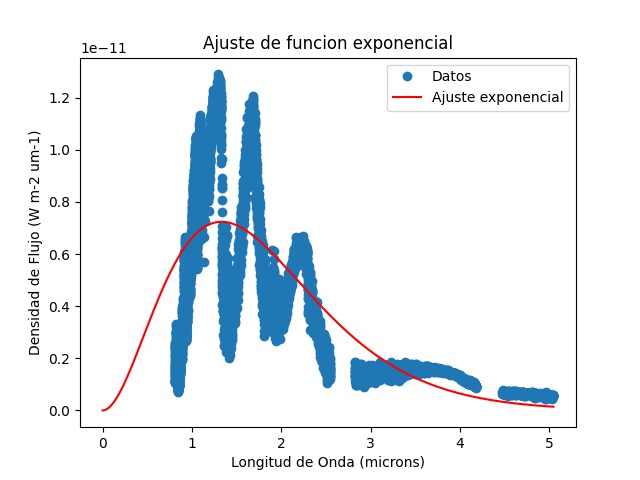 Ajuste de funcion exponencial
1e−11
Datos
Ajuste exponencial
Densidad de Flujo (W m-2 um-1)
1.2
1.0
0.8
0.6
0.4
0.2
0.0
0 1 2 3 4 5
Longitud de Onda (microns)